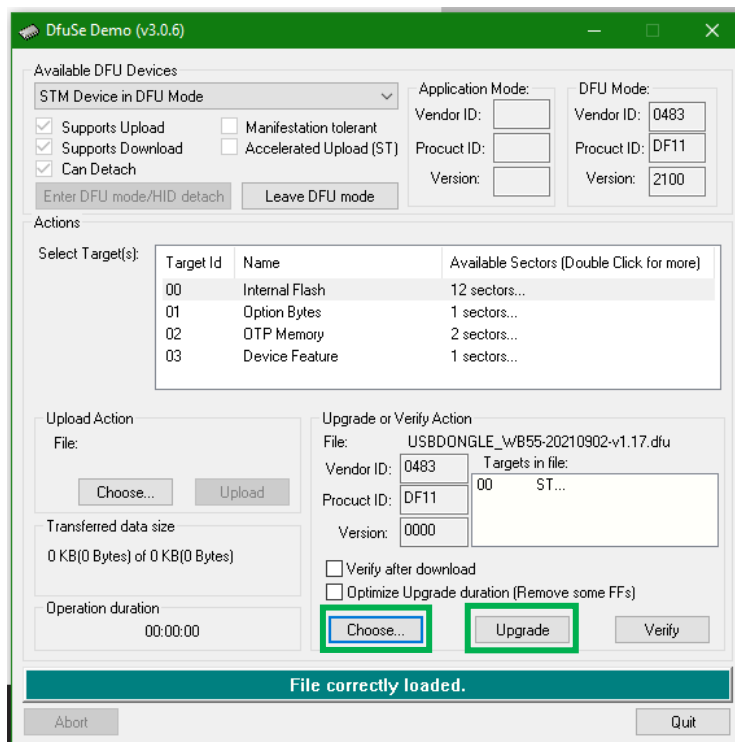 DfuSe Demo (v3.0.6)
Available DFU Devices
STM Device in DFU Mode
Supports Upload
Manifestation tolerant
Supports Download
Accelerated Upload (ST)
Can Detach
Enter DFU mode/HID detach
Leave DFU mode
Application Mode:
Vendor ID:
Procuct ID:
Version:
DFU Mode:
Vendor ID: 0483
Procuct ID: DF11
Version: 2100
Actions
Select Target(s):
Target Id Name Available Sectors (Double Click for more)
00 Internal Flash 12 sectors...
01 Option Bytes 1 sectors...
02 OTP Memory 2 sectors...
03 Device Feature 1 sectors...
Upload Action
File:
Choose... Upload
Transferred data size
0 KB(0 Bytes) of 0 KB(0 Bytes)
Operation duration
00:00:00
Upgrade or Verify Action
File: USBDONGLE_WB55-20210902-v1.17.dfu
Vendor ID: 0483
Procuct ID: DF11
Version: 0000
Targets in file:
00 ST...
Verify after download
Optimize Upgrade duration (Remove some FFs)
Choose... Upgrade Verify
File correctly loaded.
Abort Quit